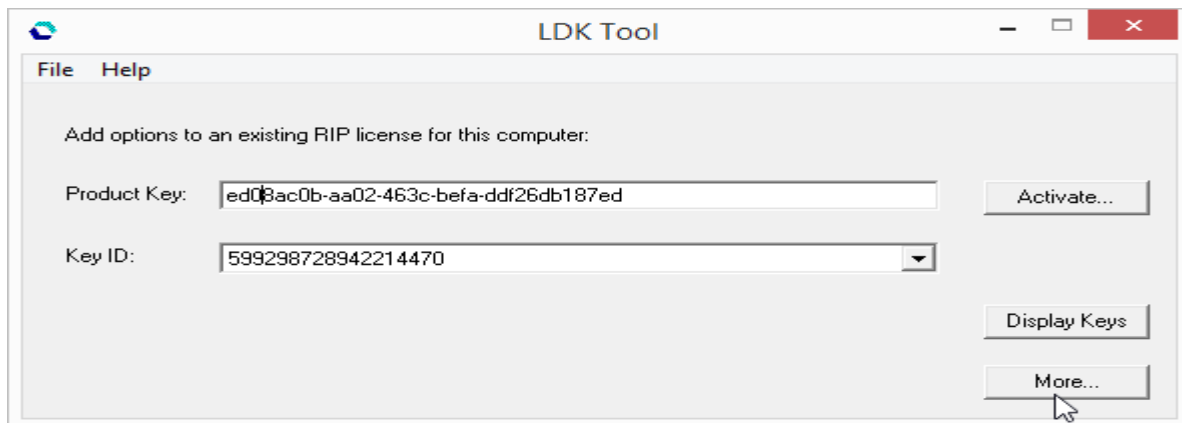 LDK Tool
File Help
Add options to an existing RIP license for this computer:
Product Key: ed08ac0b-aa02-463c-befa-ddf26db187ed Activate...
Key ID: 599298728942214470
Display Keys
More...